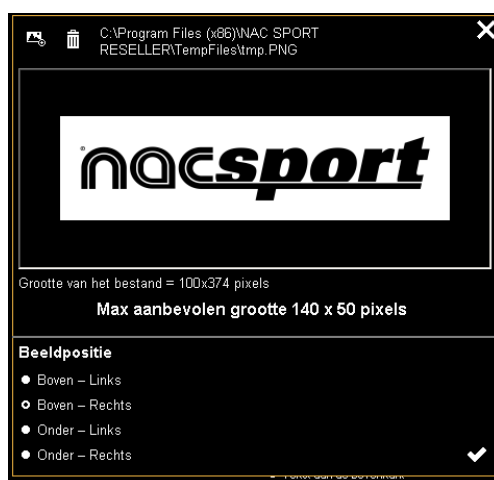 C:\Program Files (x86)\NAC SPORT
RESELLER\TempFiles\tmp.PNG
nacsport
Grootte van het bestand = 100x374 pixels
Max aanbevolen grootte 140 x 50 pixels
Beeldpositie
Boven – Links
Boven – Rechts
Onder – Links
Onder – Rechts